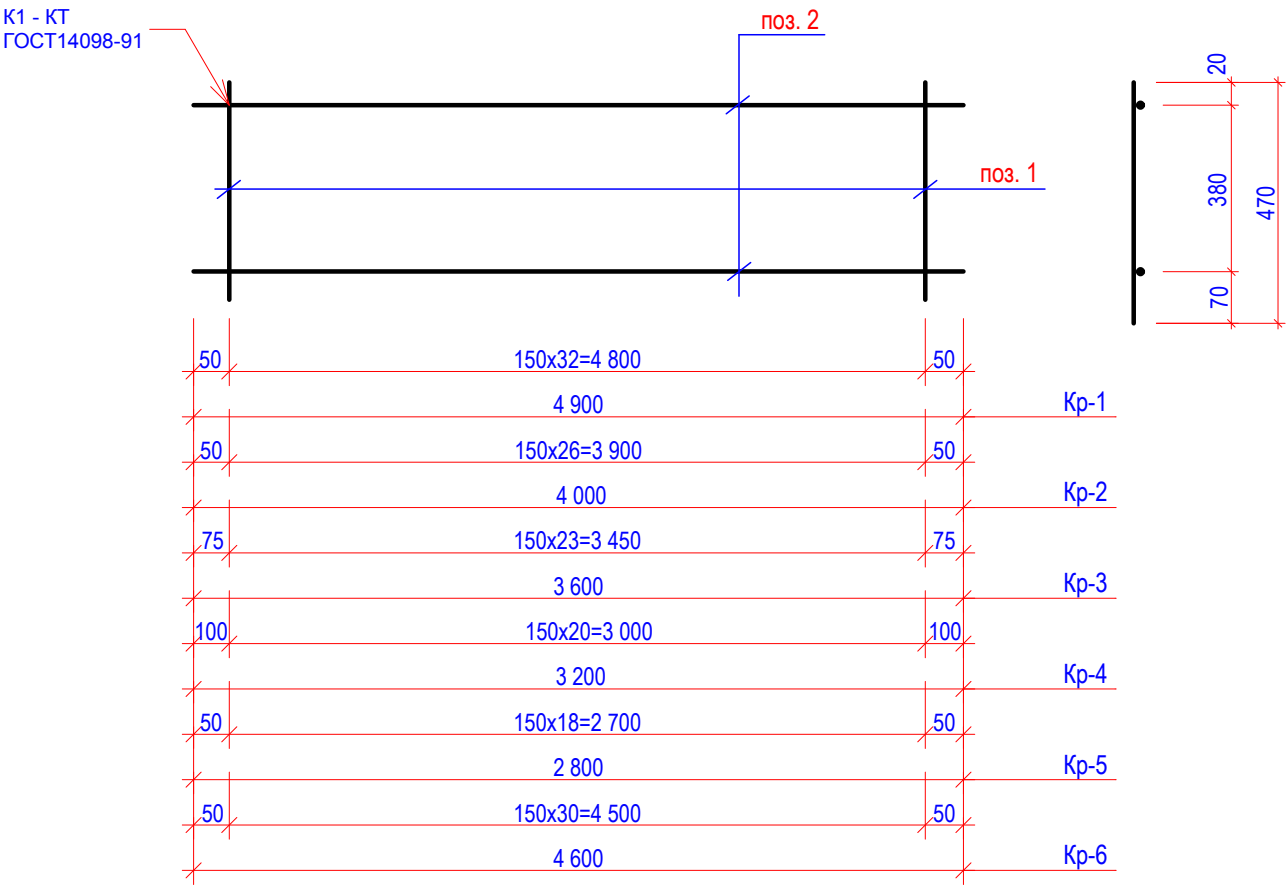 К1 - КТ
ГОСТ14098-91
поз. 2
поз. 1
20
380
470
70
50 150х32=4 800 50
4 900 Кр-1
50 150х26=3 900 50
4 000 Кр-2
75 150х23=3 450 75
3 600 Кр-3
100 150х20=3 000 100
3 200 Кр-4
50 150х18=2 700 50
2 800 Кр-5
50 150х30=4 500 50
4 600 Кр-6